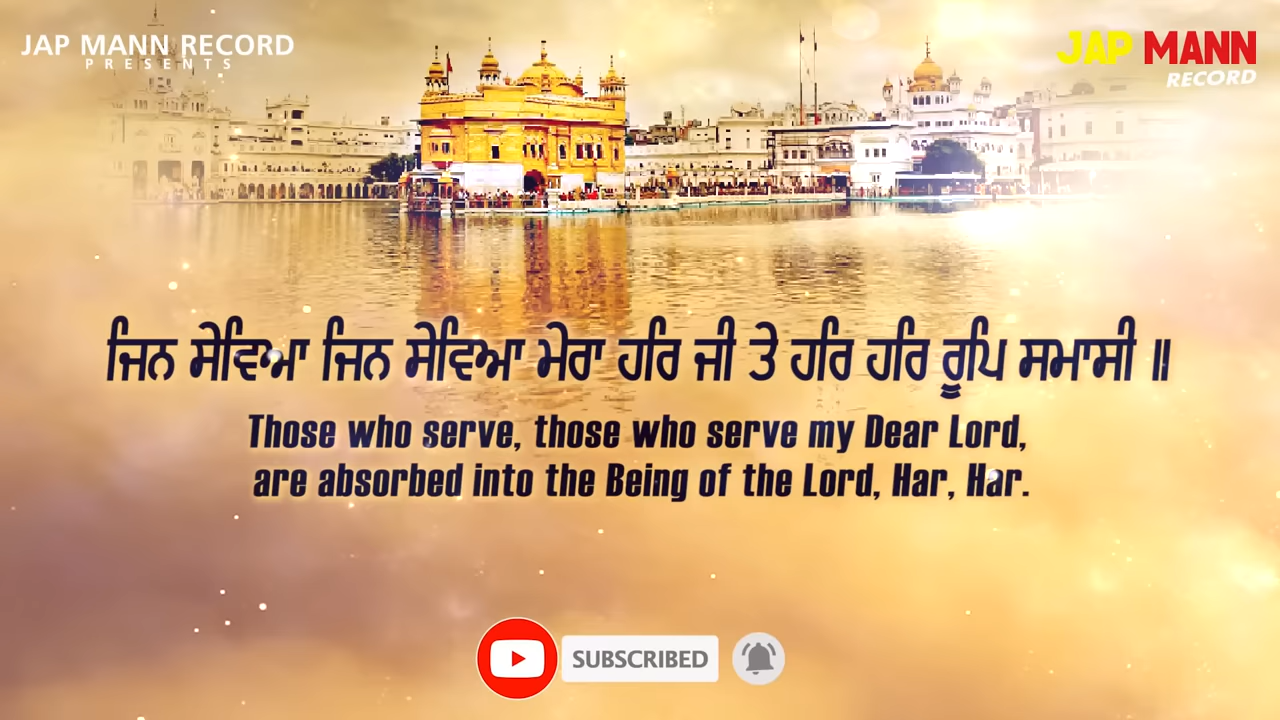 JAP MANN RECORD
PRESENTS
JAP MANN
RECORD
ਜਿਨ ਸੇਵਿਆ ਜਿਨ ਸੇਵਿਆ ਮੇਰਾ ਹਰਿ ਜੀ ਤੇ ਹਰਿ ਹਰਿ ਰੂਪਿ ਸਮਾਸੀ ॥
Those who serve, those who serve my Dear Lord,
are absorbed into the Being of the Lord, Har, Har.
SUBSCRIBED